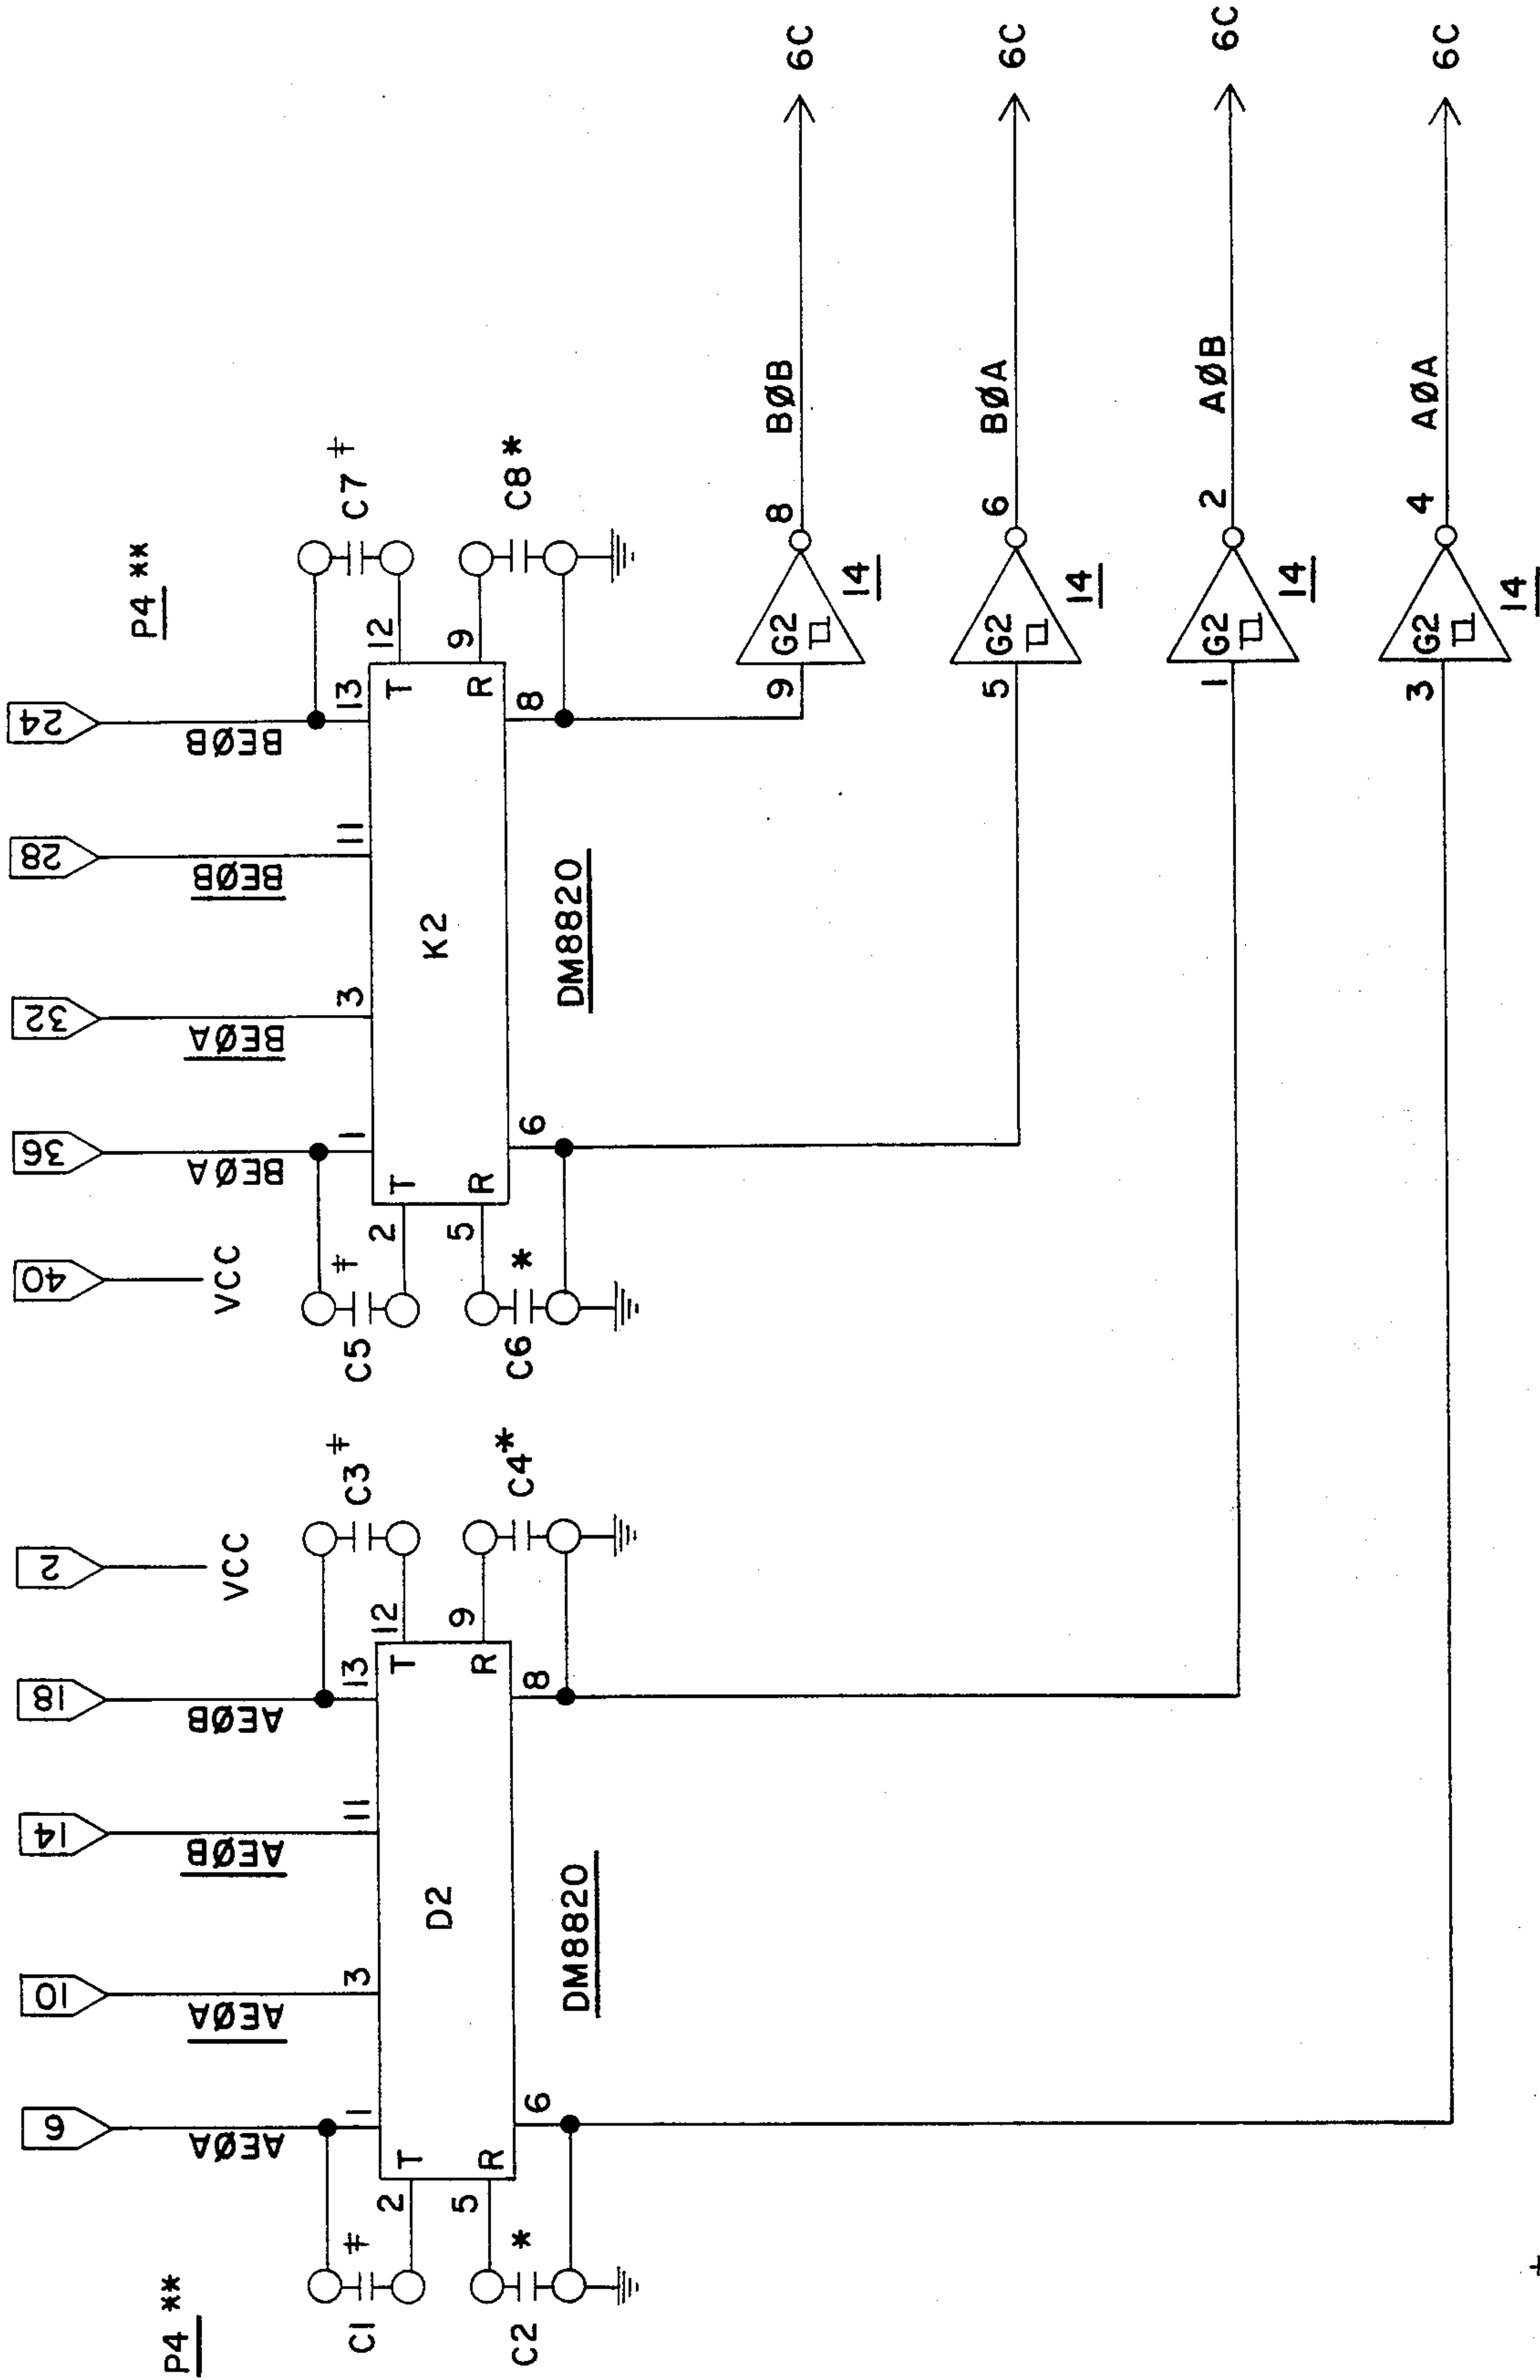 P4 **
6
10
14
18
2
40
36
32
28
24
P4 **
AEØA
AEØA
AEØB
AEØB
VCC
VCC
BEØA
BEØA
BEØB
BEØB
C1 ‡
2
T
1
3
11
13
T
12
C3 ‡
C5 ‡
2
T
1
3
11
13
T
12
C7 ‡
D2
K2
C2 *
5
R
6
8
R
9
C4 *
C6 *
5
R
6
8
R
9
C8 *
DM8820
DM8820
9
G2
14
8
BØB
6C
5
G2
14
6
BØA
6C
1
G2
14
2
AØB
6C
3
G2
14
4
AØA
6C